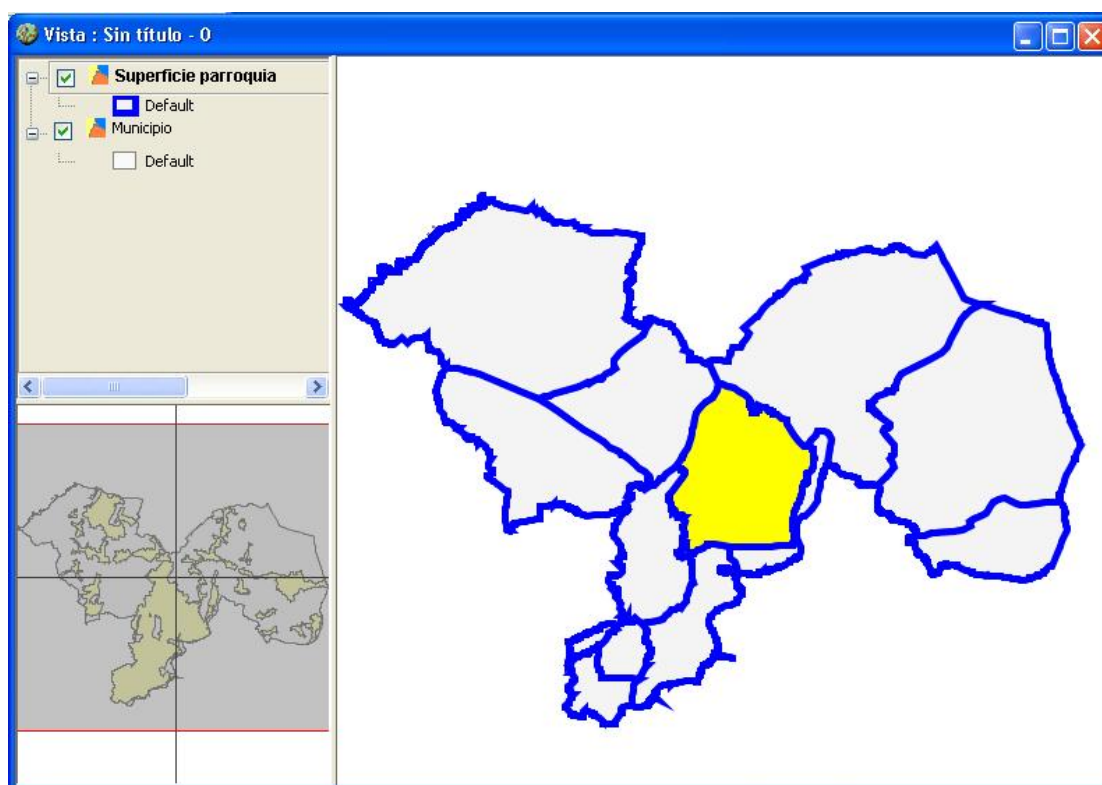 Vista : Sin título - 0
Superficie parroquia
Default
Municipio
Default